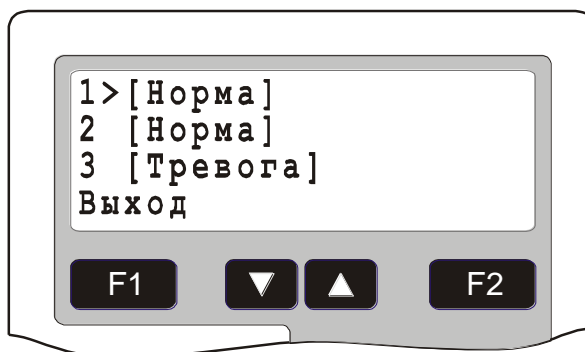 1>[Норма]
2 [Норма]
3 [Тревога]
Выход
F1 ▼ ▲ F2